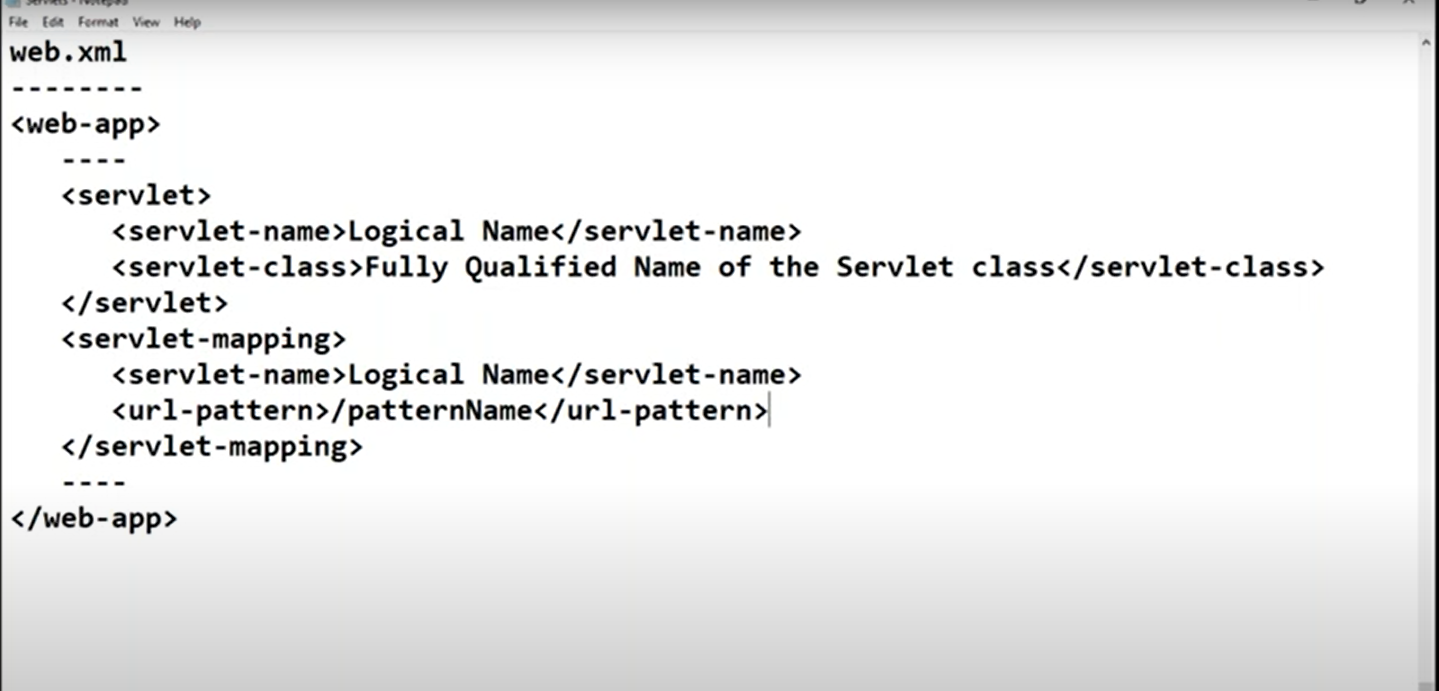 Servlets - Notepad
File Edit Format View Help
web.xml
--------
<web-app>
----
<servlet>
<servlet-name>Logical Name</servlet-name>
<servlet-class>Fully Qualified Name of the Servlet class</servlet-class>
</servlet>
<servlet-mapping>
<servlet-name>Logical Name</servlet-name>
<url-pattern>/patternName</url-pattern>
</servlet-mapping>
----
</web-app>